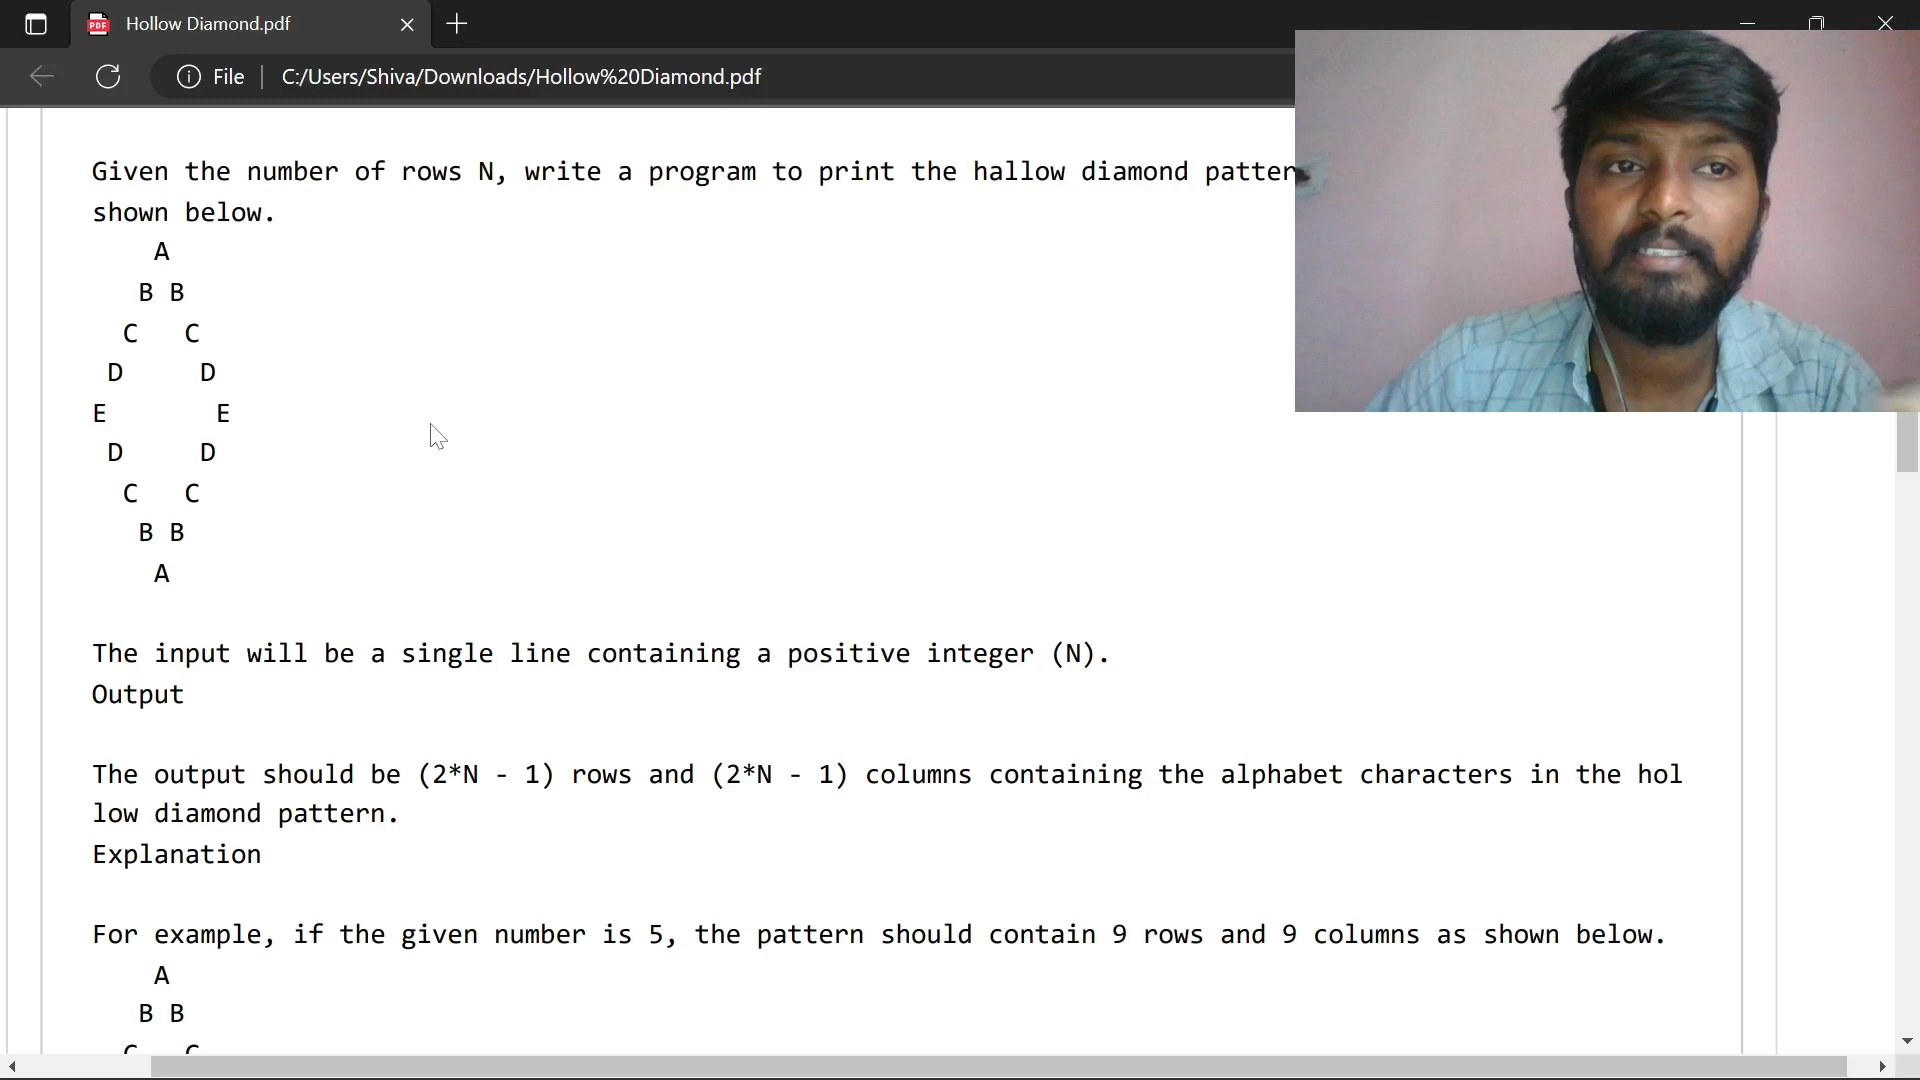 Hollow Diamond.pdf
File C:/Users/Shiva/Downloads/Hollow%20Diamond.pdf
Given the number of rows N, write a program to print the hallow diamond patter
shown below.
    A
   B B
  C   C
 D     D
E       E
 D     D
  C   C
   B B
    A
The input will be a single line containing a positive integer (N).
Output
The output should be (2*N - 1) rows and (2*N - 1) columns containing the alphabet characters in the hol
low diamond pattern.
Explanation
For example, if the given number is 5, the pattern should contain 9 rows and 9 columns as shown below.
    A
   B B
  C   C